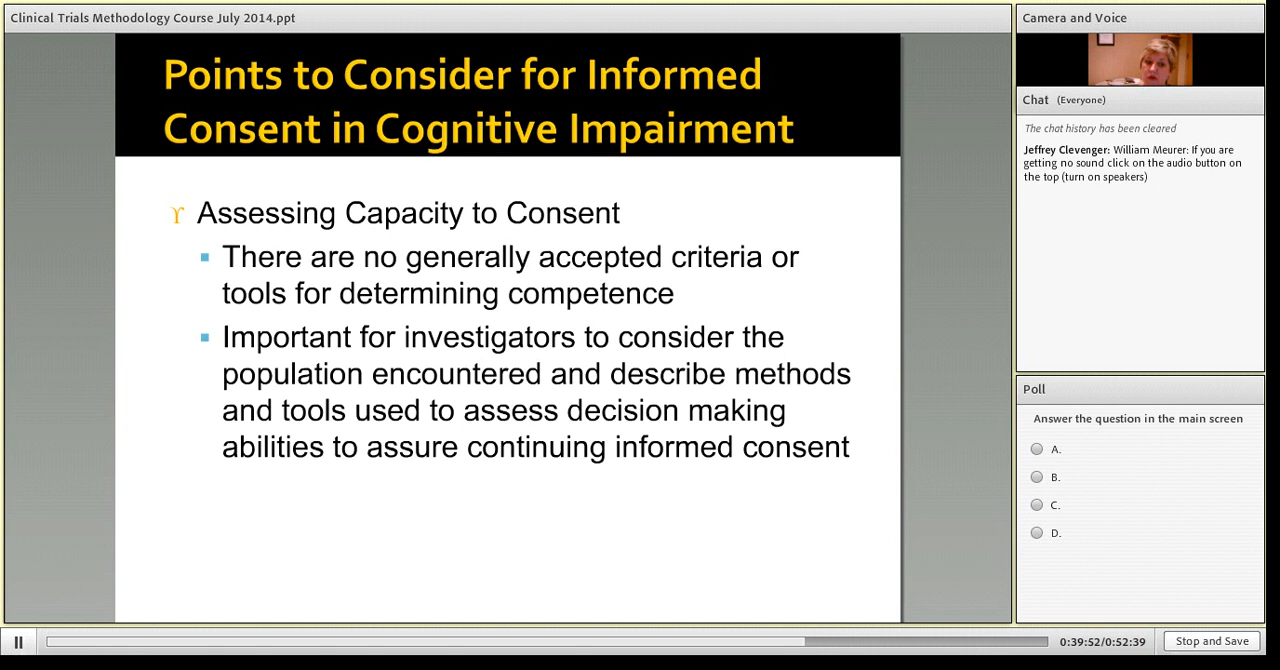 Clinical Trials Methodology Course July 2014.ppt
Points to Consider for Informed
Consent in Cognitive Impairment
Assessing Capacity to Consent
There are no generally accepted criteria or
tools for determining competence
Important for investigators to consider the
population encountered and describe methods
and tools used to assess decision making
abilities to assure continuing informed consent
Camera and Voice
Chat (Everyone)
The chat history has been cleared
Jeffrey Clevenger: William Meurer: If you are
getting no sound click on the audio button on
the top (turn on speakers)
Poll
Answer the question in the main screen
A.
B.
C.
D.
0:39:52/0:52:39
Stop and Save